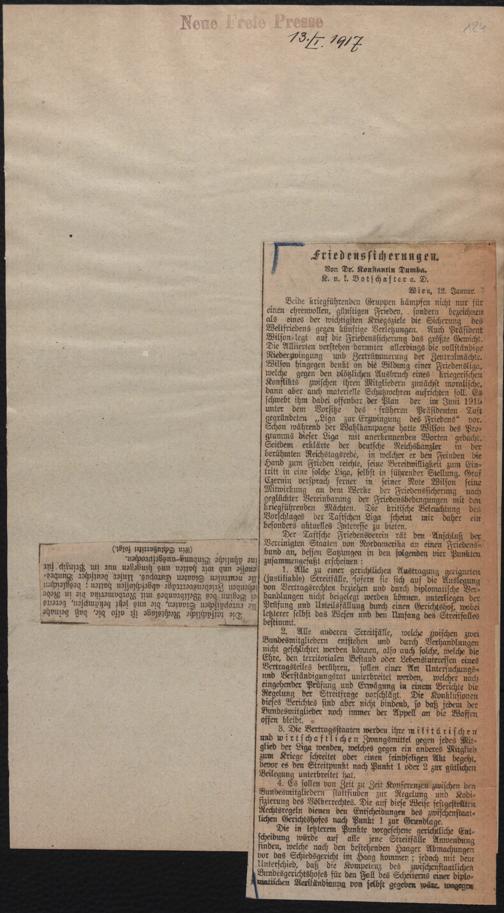 Neue Freie Presse
13./I. 1917
124
Friedenssicherungen.
Von Dr. Konstantin Dumba.
K. u. k. Botschafter a. D.
Wien, 12. Januar.
Beide kriegführenden Gruppen kämpfen nicht nur für
einen ehrenvollen, günstigen Frieden, sondern bezeichnen
als eines der wichtigsten Kriegsziele die Sicherung des
Weltfriedens gegen künftige Verletzungen. Auch Präsident
Wilson legt auf die Friedenssicherung das größte Gewicht.
Die Alliierten verstehen darunter allerdings die vollständige
Niederzwingung und Zertrümmerung der Zentralmächte.
Wilson hingegen denkt an die Bildung einer Friedensliga,
welche gegen den plötzlichen Ausbruch eines kriegerischen
Konflikts zwischen ihren Mitgliedern zunächst moralische,
dann aber auch materielle Schutzwehren aufrichten soll. Es
schwebt ihm dabei offenbar der Plan der im Juni 1915
unter dem Vorsitze des früheren Präsidenten Taft
gegründeten „Liga zur Erzwingung des Friedens“ vor.
Schon während der Wahlkampagne hatte Wilson des Pro-
gramms dieser Liga mit anerkennenden Worten gedacht.
Seitdem erklärte der deutsche Reichskanzler in der
berühmten Reichstagsrede, in welcher er den Feinden die
Hand zum Frieden reichte, seine Bereitwilligkeit zum Ein-
tritt in eine solche Liga, selbst in führender Stellung. Graf
Czernin versprach ferner in seiner Note Wilson seine
Mitwirkung an dem Werke der Friedenssicherung nach
geglückter Vereinbarung der Friedensbedingungen mit den
kriegführenden Mächten. Die kritische Beleuchtung des
Vorschlages der Taftschen Liga scheint mir daher ein
besonders aktuelles Interesse zu bieten.
Der Taftsche Friedensverein rät den Anschluß der
Vereinigten Staaten von Nordamerika an einen Friedens-
bund an, dessen Satzungen in den folgenden vier Punkten
zusammengefaßt erscheinen:
1. Alle zu einer gerichtlichen Austragung geeigneten
(justifiable) Streitfälle, sofern sie sich auf die Auslegung
von Vertragsrechten beziehen und durch diplomatische Ver-
handlungen nicht beigelegt werden können, unterliegen der
Prüfung und Urteilsfällung durch einen Gerichtshof, wobei
letzterer selbst das Wesen und den Umfang des Streitfalles
bestimmt.
2. Alle anderen Streitfälle, welche zwischen zwei
Bundesmitgliedern entstehen und durch Verhandlungen
nicht geschlichtet werden können, also auch solche, welche die
Ehre, den territorialen Bestand oder Lebensinteressen eines
Vertragsteiles berühren, sollen einer Art Untersuchungs-
und Verständigungsrat unterbreitet werden, welcher nach
eingehender Prüfung und Erwägung in einem Berichte die
Regelung der Streitfrage vorschlägt. Die Konklusionen
dieses Berichtes sind aber nicht bindend, so daß jedem der
Bundesmitglieder noch immer der Appell an die Waffen
offen bleibt.
3. Die Vertragsstaaten werden ihre militärischen
und wirtschaftlichen Zwangsmittel gegen jedes Mit-
glied der Liga wenden, welches gegen ein anderes Mitglied
zum Kriege schreitet oder einen feindseligen Akt begeht,
bevor es den Streitpunkt nach Punkt 1 oder 2 zur gütlichen
Beilegung unterbreitet hat.
4. Es sollen von Zeit zu Zeit Konferenzen zwischen den
Bundesmitgliedern stattfinden zur Regelung und Kodi-
fizierung des Völkerrechtes. Die auf diese Weise festgestellten
Rechtsregeln dienen den Entscheidungen des zwischenstaat-
lichen Gerichtshofes nach Punkt 1 zur Grundlage.
Die in letzterem Punkte vorgesehene gerichtliche Ent-
scheidung würde auf alle jene Streitfälle Anwendung
finden, welche nach den bestehenden Haager Abmachungen
vor das Schiedsgericht im Haag kommen; jedoch mit dem
Unterschied, daß die Kompetenz des zwischenstaatlichen
Bundesgerichtshofes für den Fall des Scheiterns einer diplo-
matischen Verständigung von selbst gegeben wäre, wogegen
(Ein Schlußartikel folgt.)